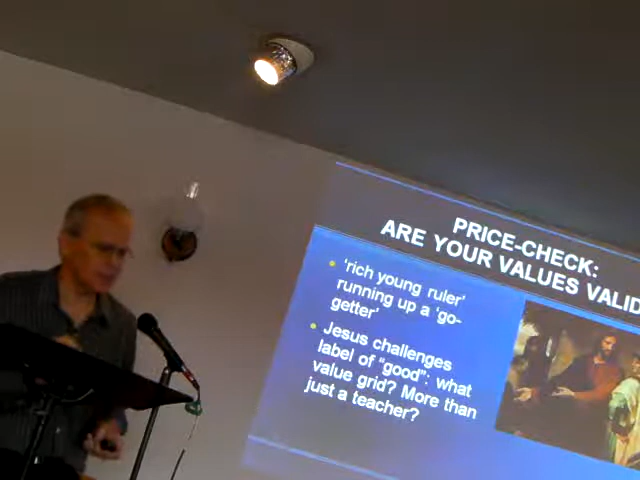 PRICE-CHECK:
ARE YOUR VALUES VALID
'rich young ruler'
running up a 'go-
getter'
Jesus challenges
label of "good": what
value grid? More than
just a teacher?